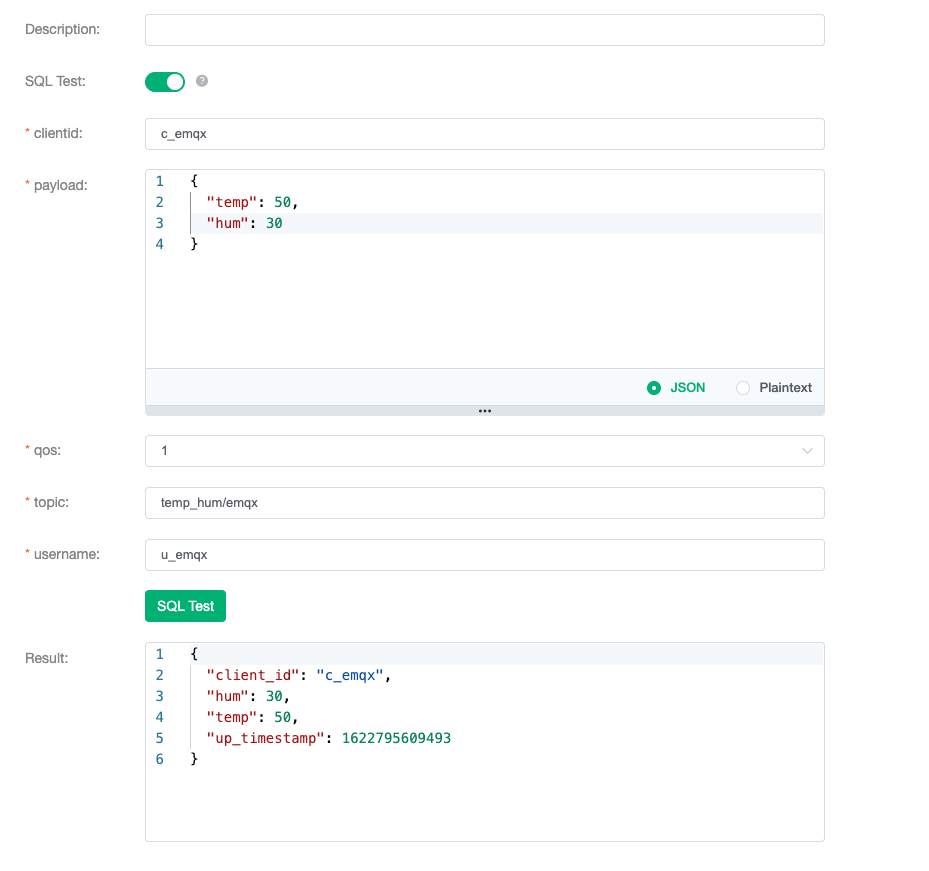 Description:
SQL Test: ?
* clientid: c_emqx
* payload:
1 {
2 "temp": 50,
3 "hum": 30
4 }
JSON Plaintext
•••
* qos: 1
* topic: temp_hum/emqx
* username: u_emqx
SQL Test
Result:
1 {
2 "client_id": "c_emqx",
3 "hum": 30,
4 "temp": 50,
5 "up_timestamp": 1622795609493
6 }